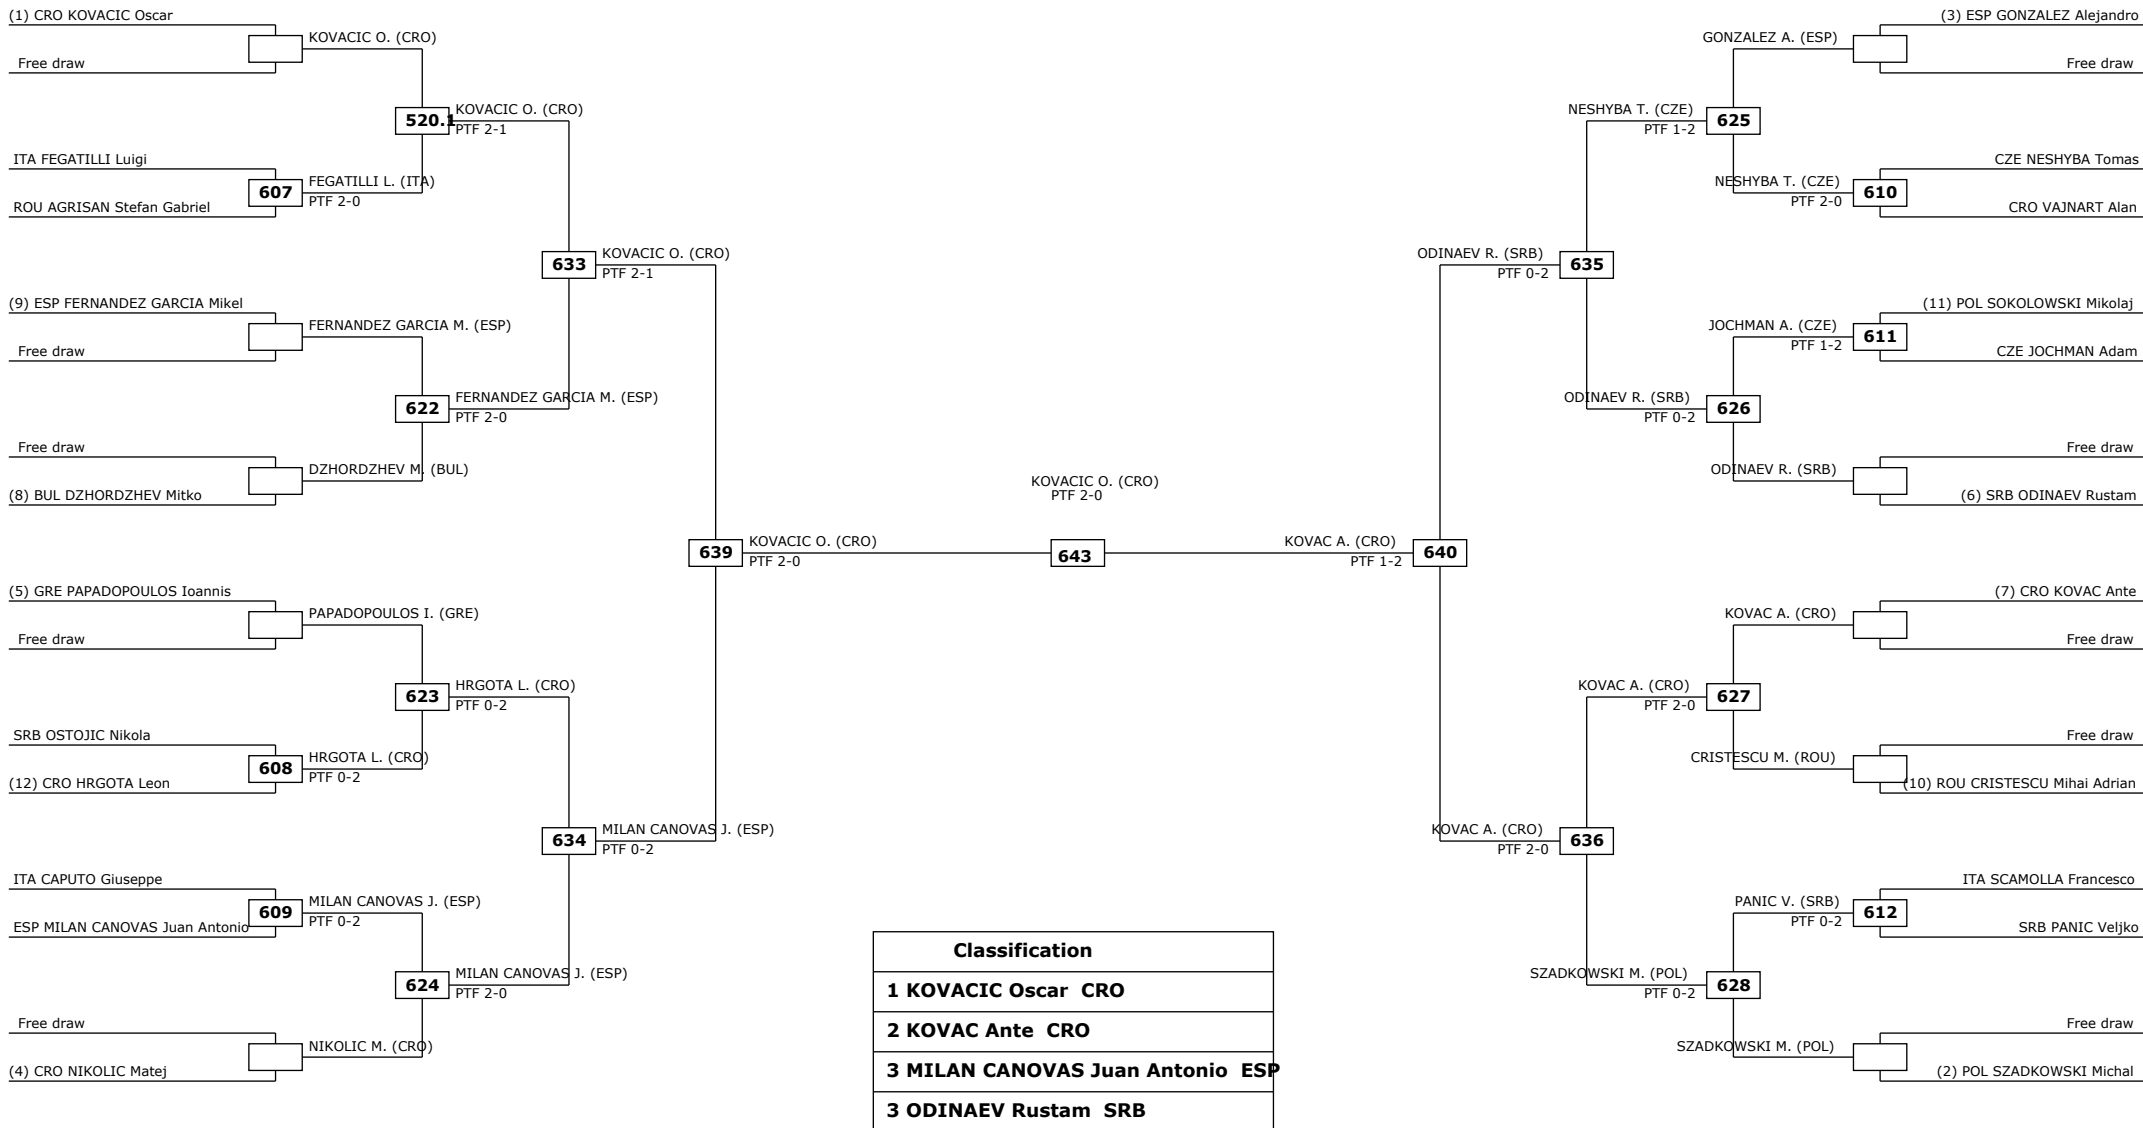 (1) CRO KOVACIC Oscar
KOVACIC O. (CRO)
Free draw
520.1
KOVACIC O. (CRO)
PTF 2-1
ITA FEGATILLI Luigi
607
FEGATILLI L. (ITA)
PTF 2-0
ROU AGRISAN Stefan Gabriel
633
KOVACIC O. (CRO)
PTF 2-1
(9) ESP FERNANDEZ GARCIA Mikel
FERNANDEZ GARCIA M. (ESP)
Free draw
622
FERNANDEZ GARCIA M. (ESP)
PTF 2-0
Free draw
DZHORDZHEV M. (BUL)
(8) BUL DZHORDZHEV Mitko
639
KOVACIC O. (CRO)
PTF 2-0
(5) GRE PAPADOPOULOS Ioannis
PAPADOPOULOS I. (GRE)
Free draw
623
HRGOTA L. (CRO)
PTF 0-2
SRB OSTOJIC Nikola
608
HRGOTA L. (CRO)
PTF 0-2
(12) CRO HRGOTA Leon
634
MILAN CANOVAS J. (ESP)
PTF 0-2
ITA CAPUTO Giuseppe
609
MILAN CANOVAS J. (ESP)
PTF 0-2
ESP MILAN CANOVAS Juan Antonio
624
MILAN CANOVAS J. (ESP)
PTF 2-0
Free draw
NIKOLIC M. (CRO)
(4) CRO NIKOLIC Matej
KOVACIC O. (CRO)
PTF 2-0
643
(3) ESP GONZALEZ Alejandro
GONZALEZ A. (ESP)
Free draw
NESHYBA T. (CZE)
PTF 1-2
625
CZE NESHYBA Tomas
NESHYBA T. (CZE)
PTF 2-0
610
CRO VAJNART Alan
ODINAEV R. (SRB)
PTF 0-2
635
(11) POL SOKOLOWSKI Mikolaj
JOCHMAN A. (CZE)
PTF 1-2
611
CZE JOCHMAN Adam
ODINAEV R. (SRB)
PTF 0-2
626
Free draw
ODINAEV R. (SRB)
(6) SRB ODINAEV Rustam
KOVAC A. (CRO)
PTF 1-2
640
(7) CRO KOVAC Ante
KOVAC A. (CRO)
Free draw
KOVAC A. (CRO)
PTF 2-0
627
Free draw
CRISTESCU M. (ROU)
(10) ROU CRISTESCU Mihai Adrian
KOVAC A. (CRO)
PTF 2-0
636
ITA SCAMOLLA Francesco
PANIC V. (SRB)
PTF 0-2
612
SRB PANIC Veljko
SZADKOWSKI M. (POL)
PTF 0-2
628
Free draw
SZADKOWSKI M. (POL)
(2) POL SZADKOWSKI Michal
Classification
1 KOVACIC Oscar CRO
2 KOVAC Ante CRO
3 MILAN CANOVAS Juan Antonio ESP
3 ODINAEV Rustam SRB